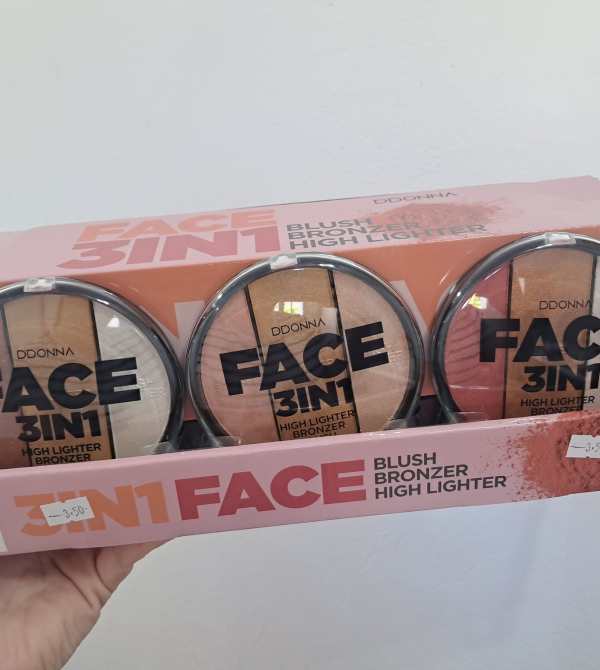 DDONNA
FACE
3IN1
BLUSH
BRONZER
HIGH LIGHTER
DDONNA
FACE
3IN1
HIGH LIGHTER
BRONZER
DDONNA
FACE
3IN1
HIGH LIGHTER
BRONZER
DDONNA
FAC
3IN1
HIGH LIGHTER
BRONZER
3IN1 FACE
BLUSH
BRONZER
HIGH LIGHTER
3.50